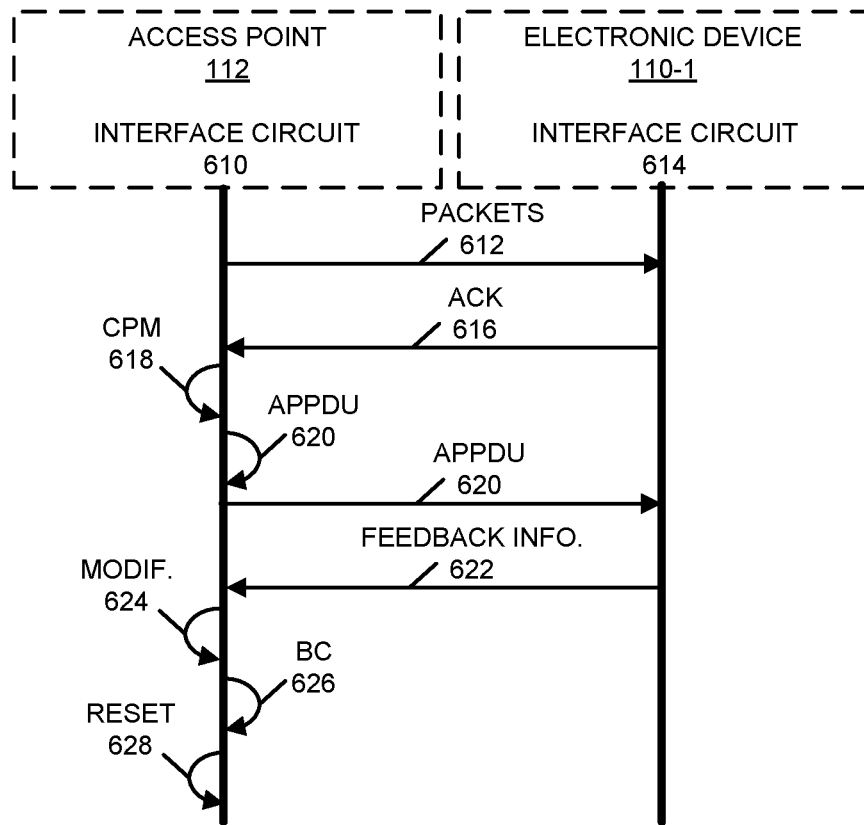 ACCESS POINT
112
INTERFACE CIRCUIT
610
ELECTRONIC DEVICE
110-1
INTERFACE CIRCUIT
614
PACKETS
612
ACK
616
CPM
618
APPDU
620
APPDU
620
FEEDBACK INFO.
622
MODIF.
624
BC
626
RESET
628